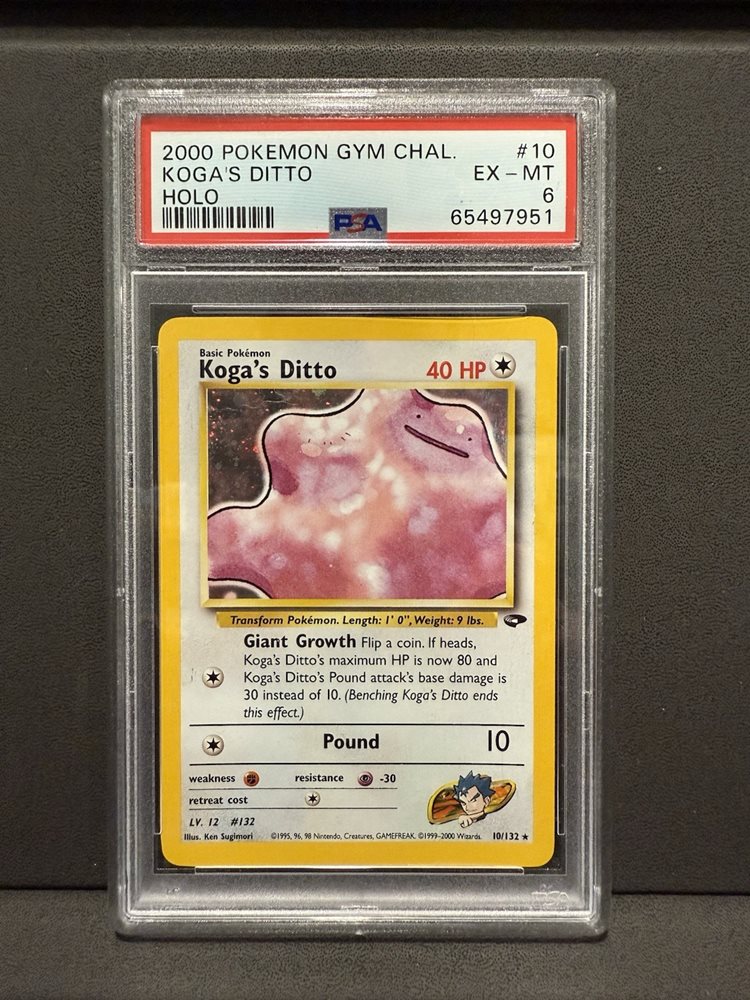 2000 POKEMON GYM CHAL. #10
KOGA'S DITTO EX - MT
HOLO 6
PSA 65497951
Basic Pokémon
Koga's Ditto 40 HP
Transform Pokémon. Length: 1' 0", Weight: 9 lbs.
Giant Growth Flip a coin. If heads,
Koga's Ditto's maximum HP is now 80 and
Koga's Ditto's Pound attack's base damage is
30 instead of 10. (Benching Koga's Ditto ends
this effect.)
Pound 10
weakness resistance -30
retreat cost
LV. 12 #132
Illus. Ken Sugimori ©1995, 96, 98 Nintendo, Creatures, GAMEFREAK. ©1999-2000 Wizards. 10/132 ★